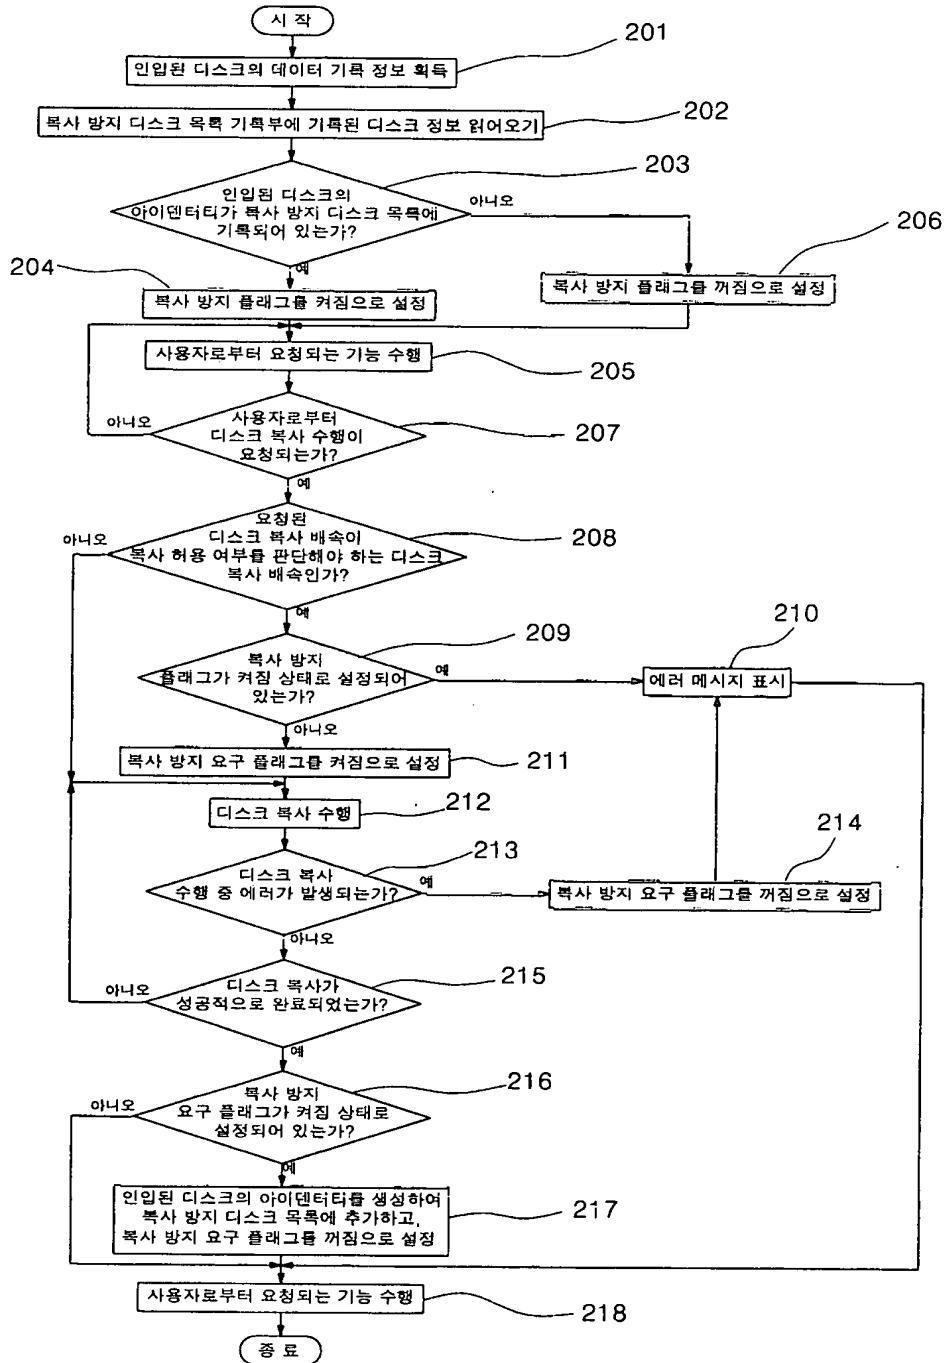 시 작
201
인입된 디스크의 데이터 기록 정보 획득
202
복사 방지 디스크 목록 기록부에 기록된 디스크 정보 읽어오기
203
인입된 디스크의
아이덴터티가 복사 방지 디스크 목록에
기록되어 있는가?
아니오
206
예
204
복사 방지 플래그를 켜짐으로 설정
복사 방지 플래그를 꺼짐으로 설정
사용자로부터 요청되는 기능 수행
205
아니오
사용자로부터
디스크 복사 수행이
요청되는가?
207
예
요청된
디스크 복사 배속이
복사 허용 여부를 판단해야 하는 디스크
복사 배속인가?
208
아니오
예
209
210
복사 방지
플래그가 켜짐 상태로 설정되어
있는가?
예
에러 메시지 표시
아니오
복사 방지 요구 플래그를 켜짐으로 설정
211
212
디스크 복사 수행
213
214
디스크 복사
수행 중 에러가 발생되는가?
예
복사 방지 요구 플래그를 꺼짐으로 설정
아니오
디스크 복사가
성공적으로 완료되었는가?
215
아니오
예
216
복사 방지
요구 플래그가 켜짐 상태로
설정되어 있는가?
아니오
예
인입된 디스크의 아이덴터티를 생성하여
복사 방지 디스크 목록에 추가하고,
복사 방지 요구 플래그를 꺼짐으로 설정
217
사용자로부터 요청되는 기능 수행
218
종 료